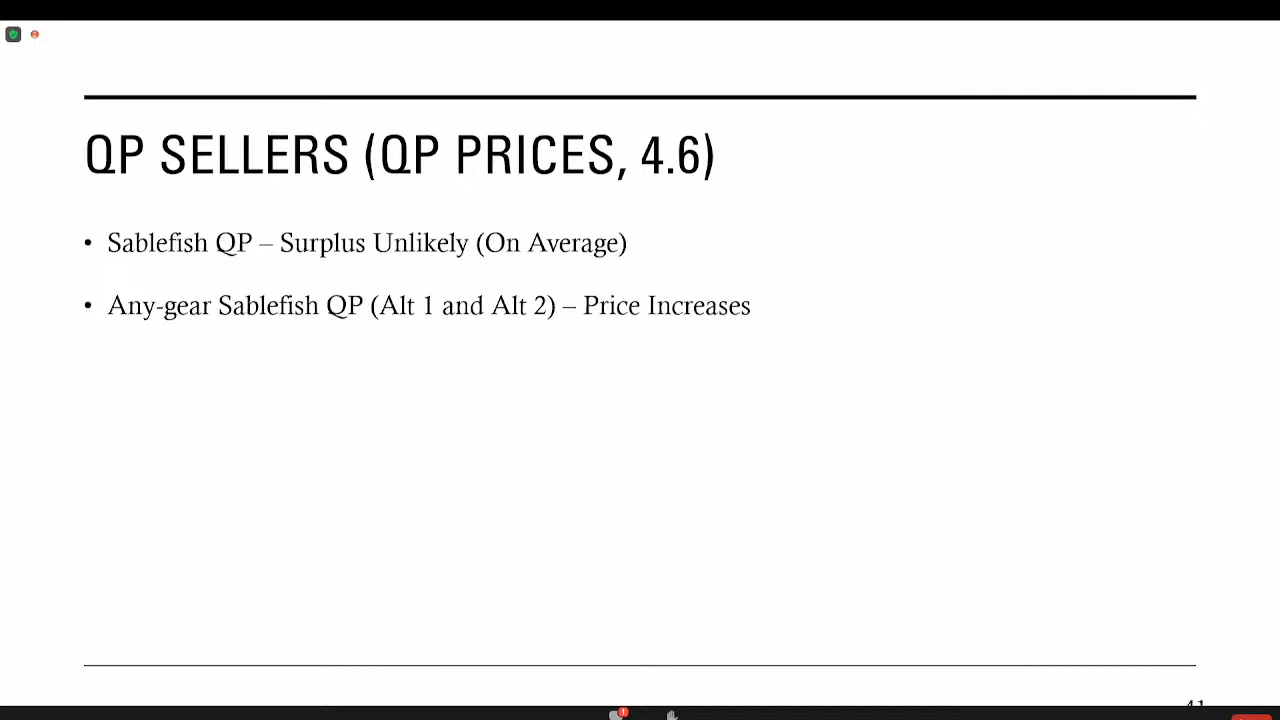 QP SELLERS (QP PRICES, 4.6)
• Sablefish QP – Surplus Unlikely (On Average)
• Any-gear Sablefish QP (Alt 1 and Alt 2) – Price Increases
41